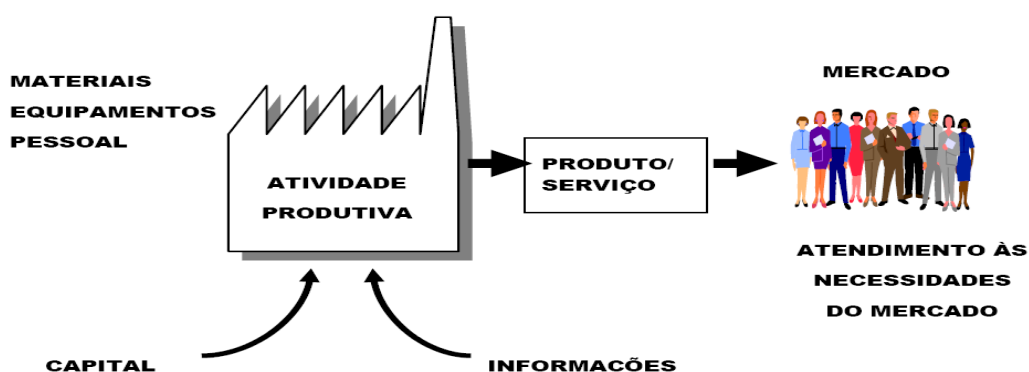 MATERIAIS
EQUIPAMENTOS
PESSOAL
ATIVIDADE
PRODUTIVA
PRODUTO/
SERVIÇO
MERCADO
ATENDIMENTO ÀS
NECESSIDADES
DO MERCADO
CAPITAL
INFORMACÕES